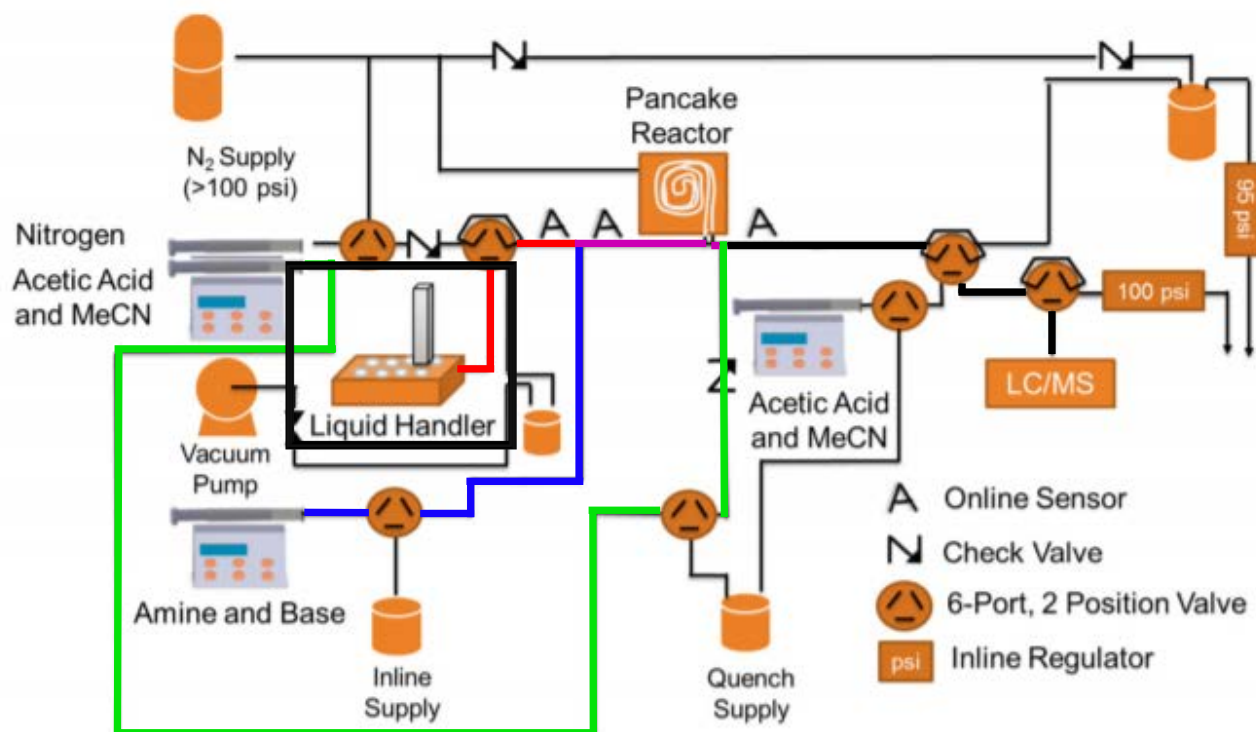 Pancake
Reactor
N₂ Supply
(>100 psi)
95 psi
Nitrogen
Acetic Acid
and MeCN
100 psi
LC/MS
Liquid Handler
Acetic Acid
and MeCN
Vacuum
Pump
Online Sensor
Check Valve
Amine and Base
6-Port, 2 Position Valve
psi
Inline Regulator
Inline
Supply
Quench
Supply